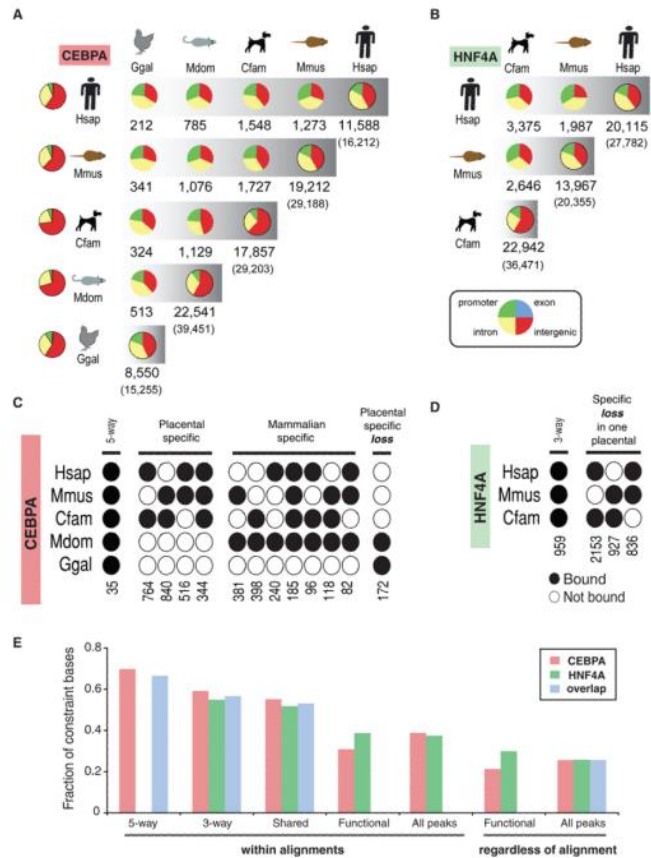 A
CEBPA
Ggal Mdom Cfam Mmus Hsap
Hsap
212 785 1,548 1,273 11,588
(16,212)
Mmus
341 1,076 1,727 19,212
(29,188)
Cfam
324 1,129 17,857
(29,203)
Mdom
513 22,541
(39,451)
Ggal
8,550
(15,255)
B
HNF4A
Cfam Mmus Hsap
Hsap
3,375 1,987 20,115
(27,782)
Mmus
2,646 13,967
(20,355)
Cfam
22,942
(36,471)
promoter exon
intron intergenic
C
CEBPA
5-way
Placental
specific
Mammalian
specific
Placental
specific
loss
Hsap
Mmus
Cfam
Mdom
Ggal
35 764 840 516 344 381 398 240 185 96 118 82 172
D
HNF4A
3-way
Specific
loss
in one
placental
Hsap
Mmus
Cfam
959 2153 927 836
Bound
Not bound
E
Fraction of constraint bases
0.8
0.6
0.4
0.2
0
CEBPA
HNF4A
overlap
5-way 3-way Shared Functional All peaks Functional All peaks
within alignments regardless of alignment